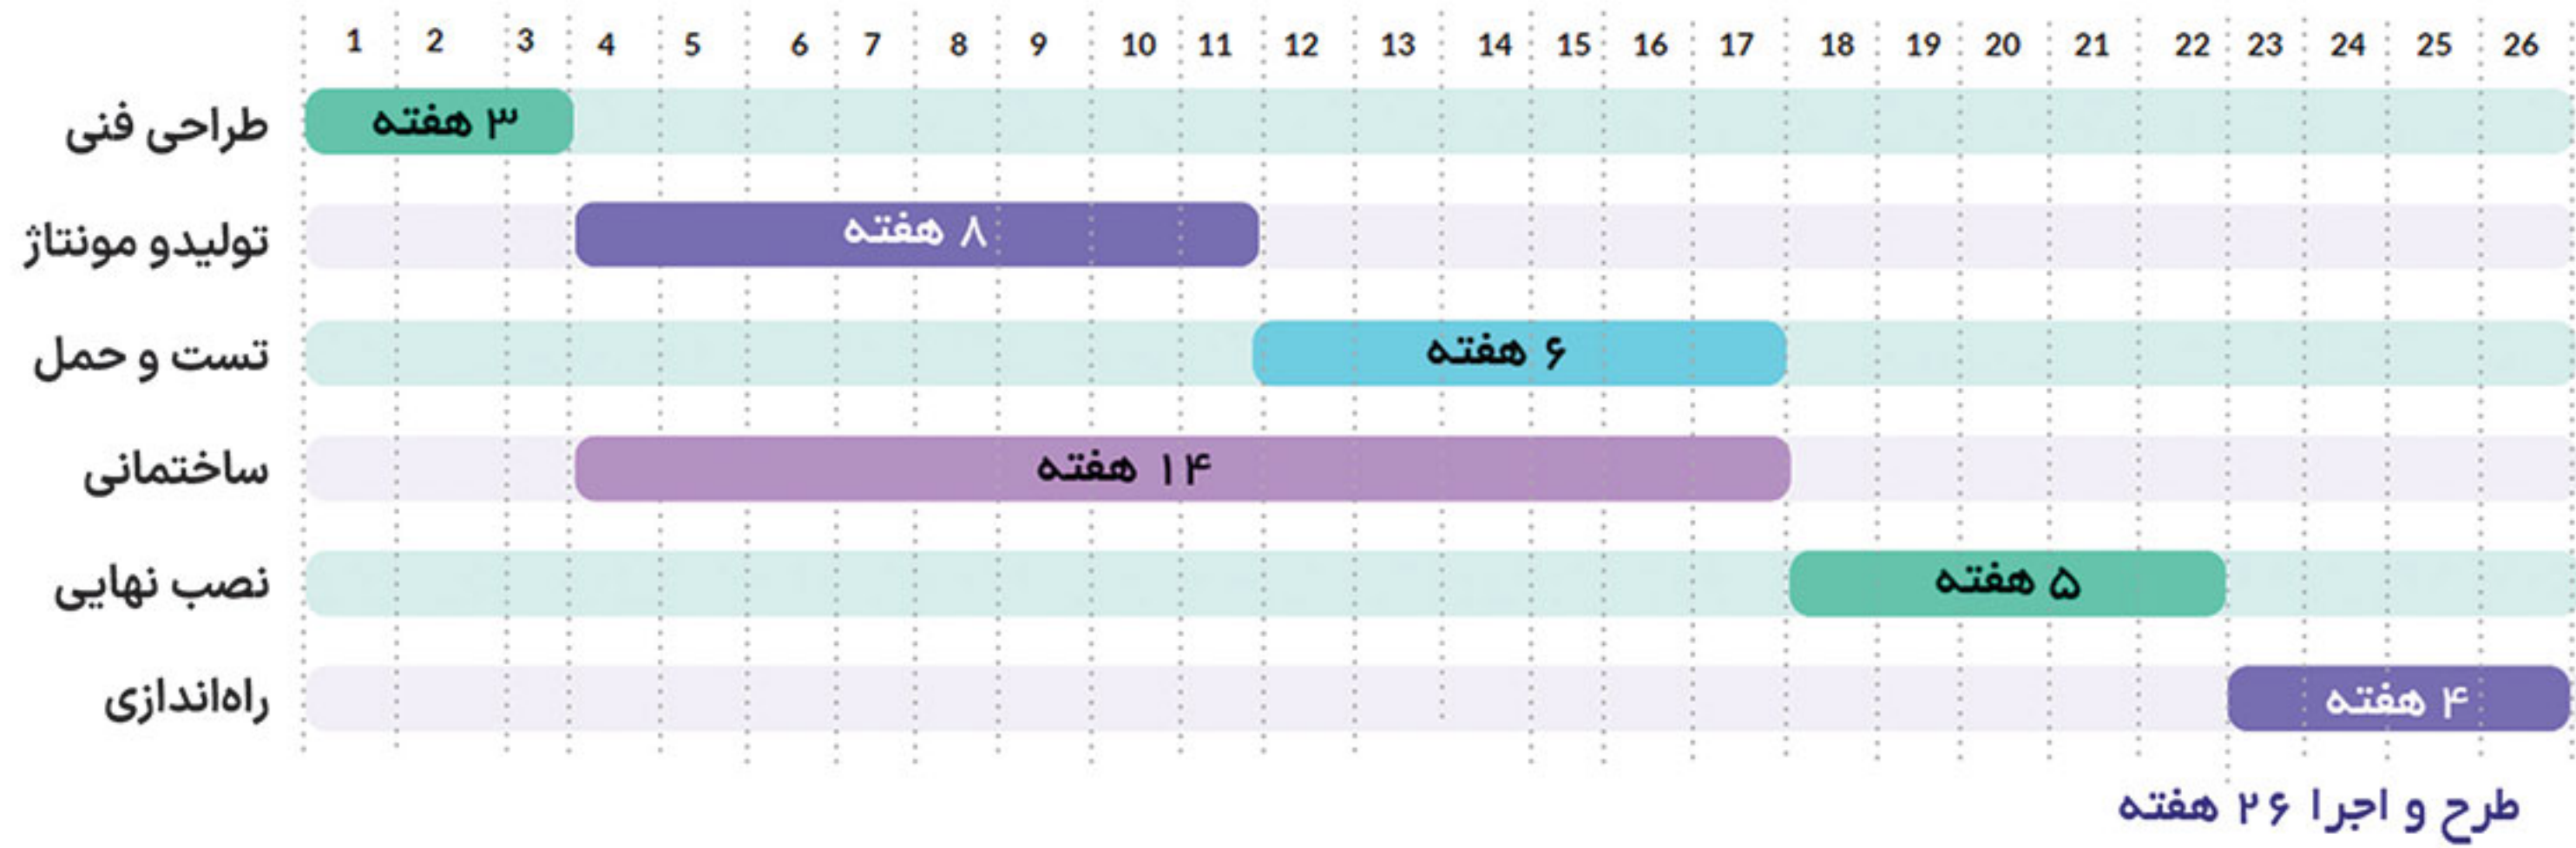 1 2 3 4 5 6 7 8 9 10 11 12 13 14 15 16 17 18 19 20 21 22 23 24 25 26
طراحی فنی ۳ هفته
تولیدو مونتاژ ۸ هفته
تست و حمل ۶ هفته
ساختمانی ۱۴ هفته
نصب نهایی ۵ هفته
راه‌اندازی ۴ هفته
طرح و اجرا ۲۶ هفته